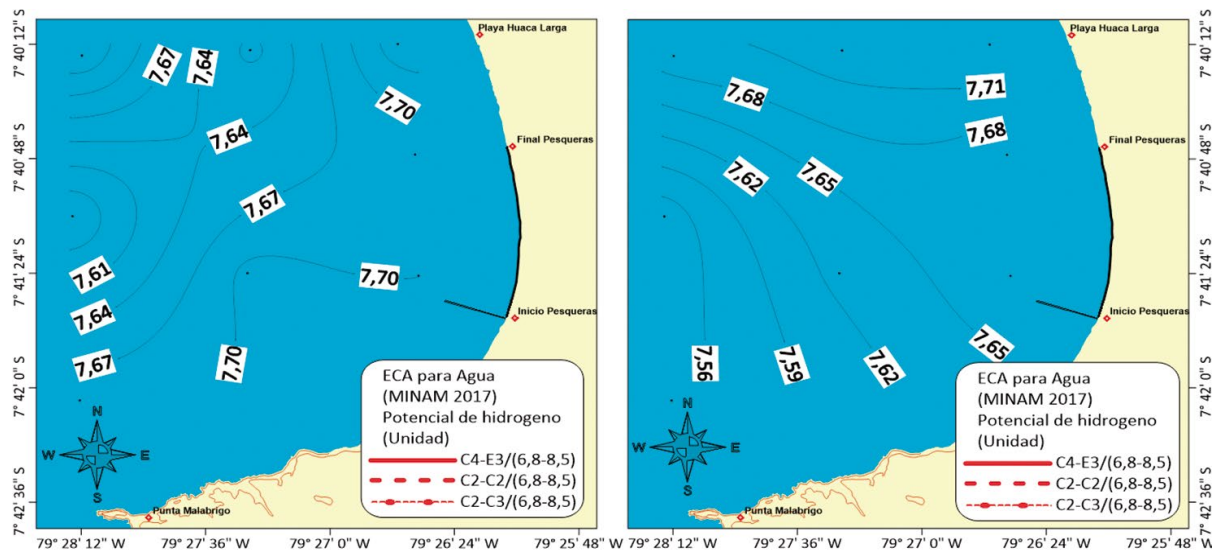 Playa Huaca Larga
Final Pesqueras
Inicio Pesqueras
Punta Malabrigo
7,67
7,64
7,70
7,64
7,67
7,61
7,64
7,67
7,70
7,70
N
W E
S
ECA para Agua
(MINAM 2017)
Potencial de hidrogeno
(Unidad)
C4-E3/(6,8-8,5)
C2-C2/(6,8-8,5)
C2-C3/(6,8-8,5)
7° 40' 12" S
7° 40' 48" S
7° 41' 24" S
7° 42' 0" S
7° 42' 36" S
79° 28' 12" W 79° 27' 36" W 79° 27' 0" W 79° 26' 24" W 79° 25' 48" W
Playa Huaca Larga
Final Pesqueras
Inicio Pesqueras
Punta Malabrigo
7,71
7,68
7,68
7,65
7,62
7,65
7,56
7,59
7,62
N
W E
S
ECA para Agua
(MINAM 2017)
Potencial de hidrogeno
(Unidad)
C4-E3/(6,8-8,5)
C2-C2/(6,8-8,5)
C2-C3/(6,8-8,5)
7° 40' 12" S
7° 40' 48" S
7° 41' 24" S
7° 42' 0" S
7° 42' 36" S
79° 28' 12" W 79° 27' 36" W 79° 27' 0" W 79° 26' 24" W 79° 25' 48" W